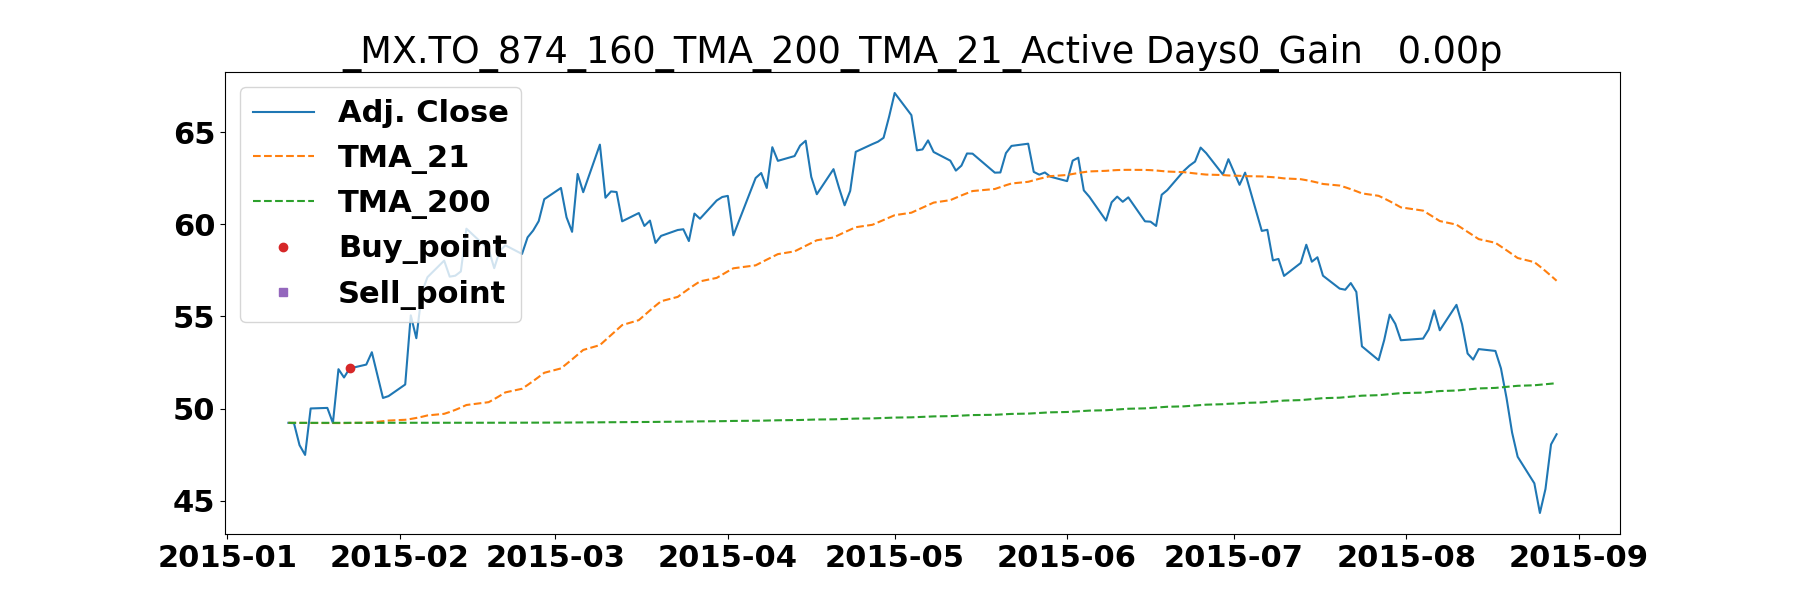 _MX.TO_874_160_TMA_200_TMA_21_Active Days0_Gain   0.00p
Adj. Close
TMA_21
TMA_200
Buy_point
Sell_point
65
60
55
50
45
2015-01 2015-02 2015-03 2015-04 2015-05 2015-06 2015-07 2015-08 2015-09